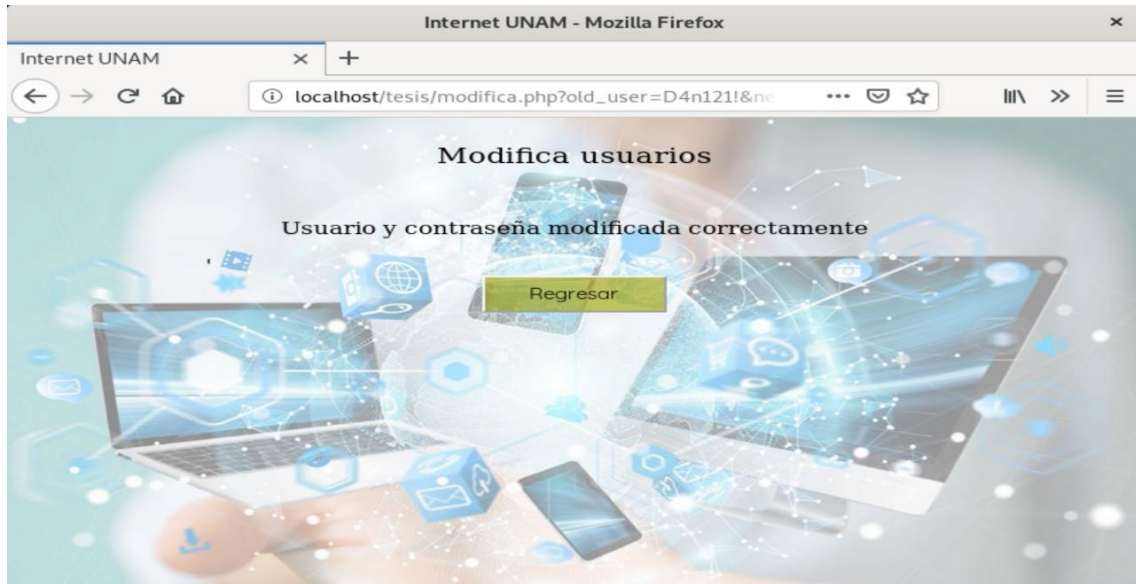 Internet UNAM - Mozilla Firefox
Internet UNAM
localhost/tesis/modifica.php?old_user=D4n121!&ne
Modifica usuarios
Usuario y contraseña modificada correctamente
Regresar